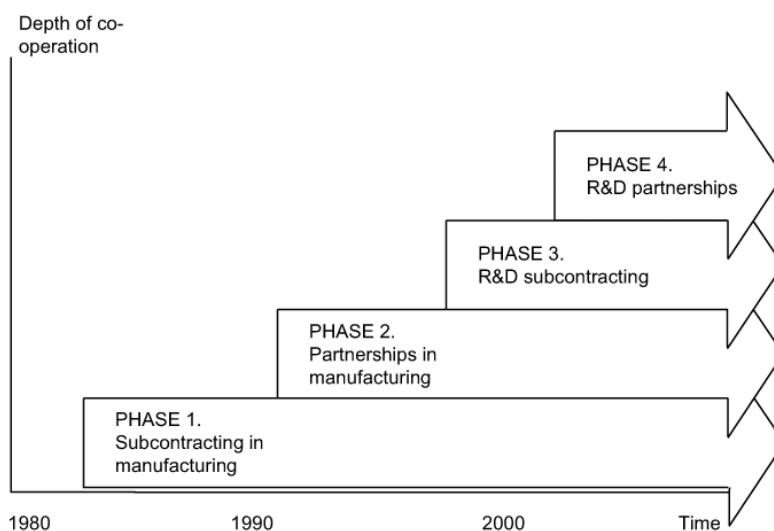 Depth of co-
operation
PHASE 4.
R&D partnerships
PHASE 3.
R&D subcontracting
PHASE 2.
Partnerships in
manufacturing
PHASE 1.
Subcontracting in
manufacturing
1980 1990 2000 Time